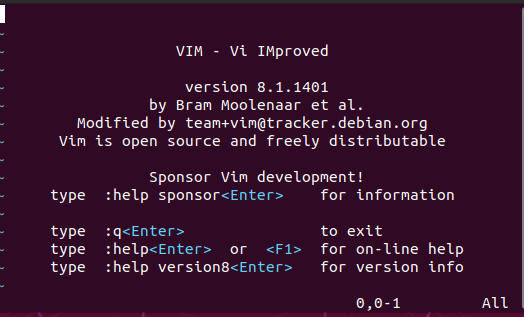 ~
VIM - Vi IMproved
~
~
version 8.1.1401
~
by Bram Moolenaar et al.
~
Modified by team+vim@tracker.debian.org
~
Vim is open source and freely distributable
~
~
Sponsor Vim development!
~
type :help sponsor<Enter> for information
~
~
type :q<Enter> to exit
~
type :help<Enter> or <F1> for on-line help
~
type :help version8<Enter> for version info
~
0,0-1 All